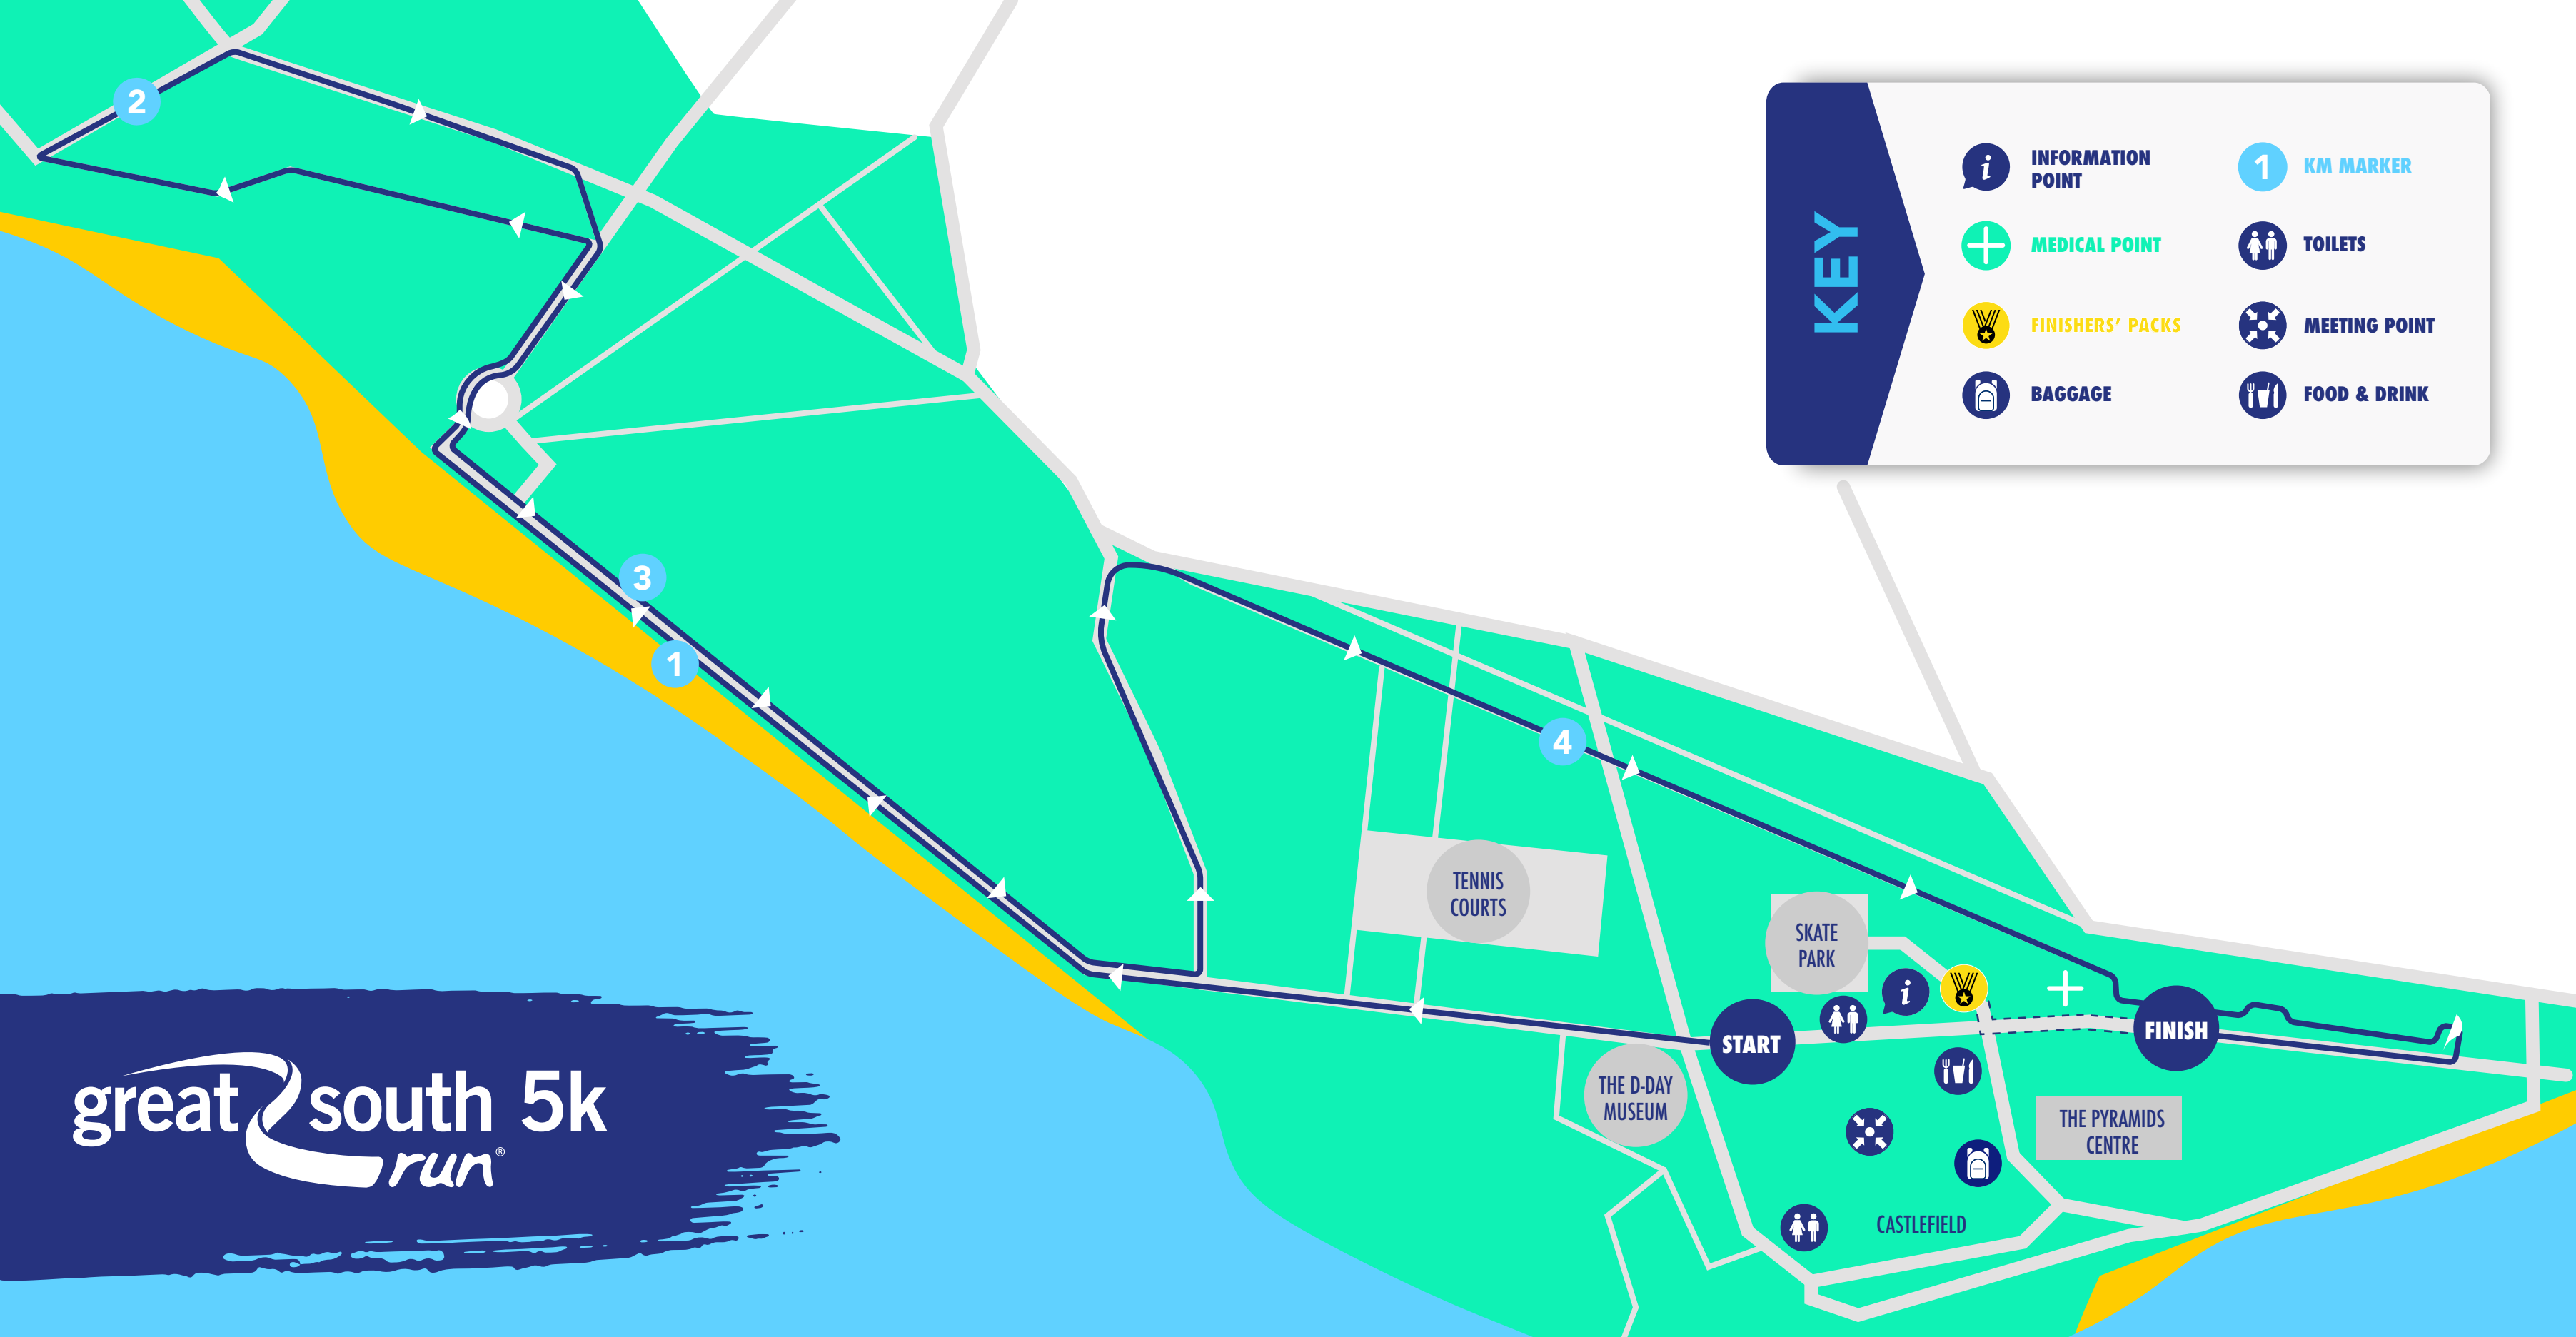 2
KEY
i
INFORMATION
POINT
1
KM MARKER
MEDICAL POINT
TOILETS
FINISHERS' PACKS
MEETING POINT
BAGGAGE
FOOD & DRINK
3
1
4
TENNIS
COURTS
SKATE
PARK
i
START
FINISH
THE D-DAY
MUSEUM
THE PYRAMIDS
CENTRE
CASTLEFIELD
great south 5k
run®